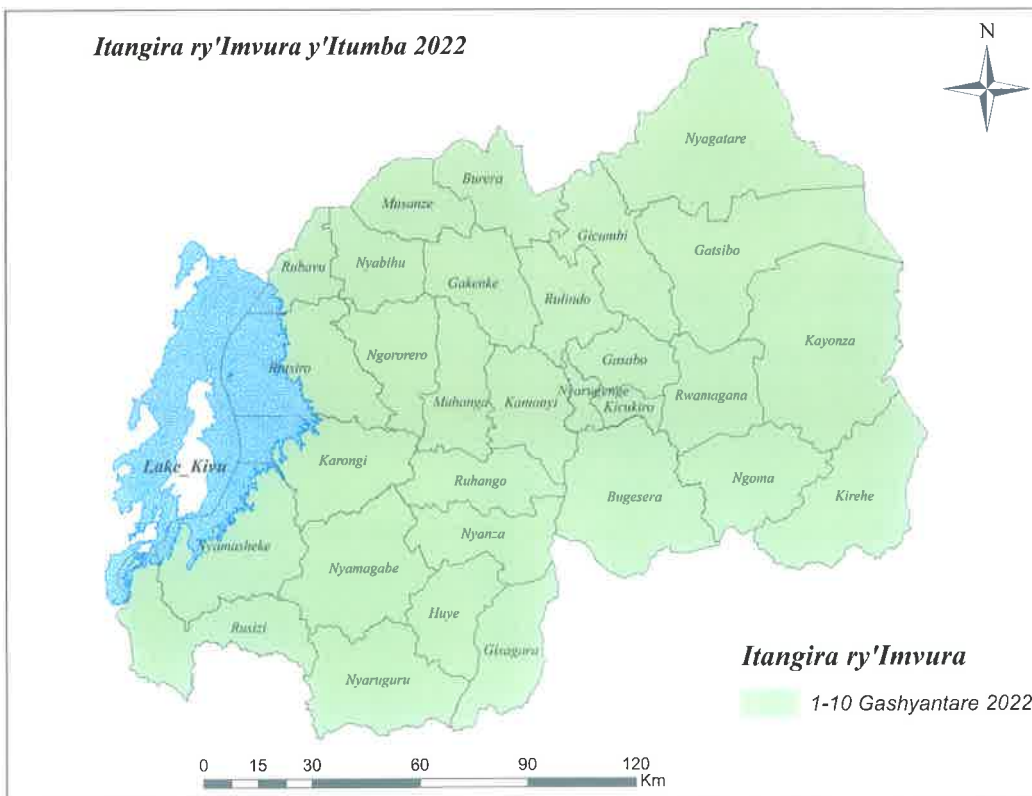 Itangira ry'Imvura y'Itumba 2022
N
Nyagatare
Burera
Musanze
Gicumbi
Gatsibo
Rubavu
Nyabihu
Gakenke
Rulindo
Kayonza
Gasabo
Rutsiro
Ngororero
Nyarugenge
Muhanga
Kamonyi
Kicukiro
Rwamagana
Lake_Kivu
Karongi
Ruhango
Bugesera
Ngoma
Kirehe
Nyanza
Nyamasheke
Nyamagabe
Huye
Rusizi
Gisagara
Nyaruguru
Itangira ry'Imvura
1-10 Gashyantare 2022
0 15 30 60 90 120
Km